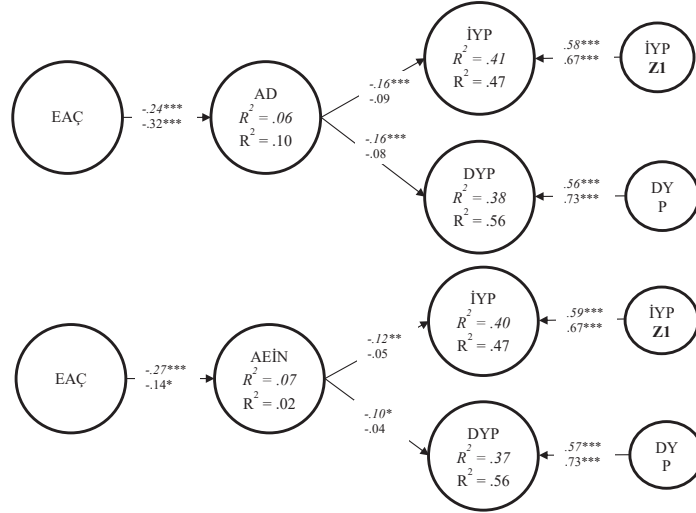 EAÇ
-.24***
-.32***
AD
R² = .06
R² = .10
-.16***
-.09
-.16***
-.08
İYP
R² = .41
R² = .47
.58***
.67***
İYP
Z1
DYP
R² = .38
R² = .56
.56***
.73***
DY
P
EAÇ
-.27***
-.14*
AEİN
R² = .07
R² = .02
-.12**
-.05
-.10*
-.04
İYP
R² = .40
R² = .47
.59***
.67***
İYP
Z1
DYP
R² = .37
R² = .56
.57***
.73***
DY
P